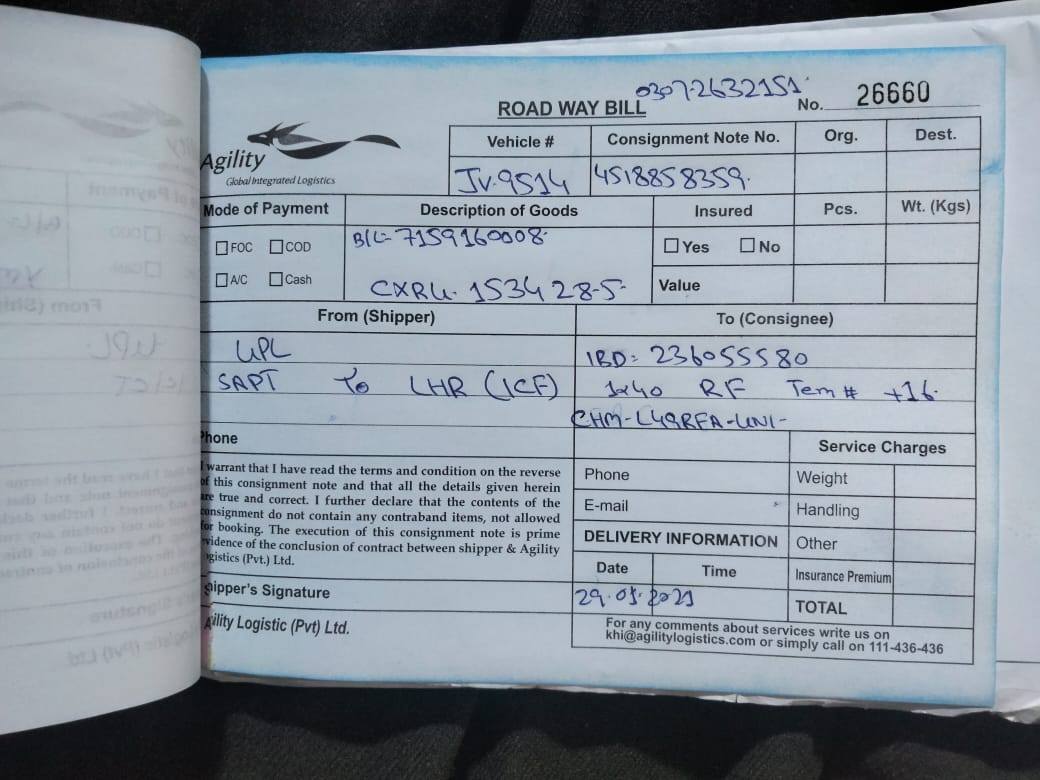 0307-2632151
ROAD WAY BILL No. 26660
Agility
Global Integrated Logistics
Vehicle # Consignment Note No. Org. Dest.
JV-9514 4518858359
Mode of Payment Description of Goods Insured Pcs. Wt. (Kgs)
FOC COD B/L- 7159160008 Yes No
A/C Cash CXRU- 153428-5 Value
From (Shipper) To (Consignee)
UPL IBD: 236055580
SAPT To LHR (ICF) 1x40 RF Tem # +16
Phone Service Charges
I warrant that I have read the terms and condition on the reverse
of this consignment note and that all the details given herein
are true and correct. I further declare that the contents of the
consignment do not contain any contraband items, not allowed
for booking. The execution of this consignment note is prime
vidence of the conclusion of contract between shipper & Agility
gistics (Pvt.) Ltd.
Phone Weight
E-mail Handling
DELIVERY INFORMATION Other
Date Time Insurance Premium
hipper's Signature 2021 TOTAL
Agility Logistic (Pvt) Ltd.
For any comments about services write us on
khi@agilitylogistics.com or simply call on 111-436-436